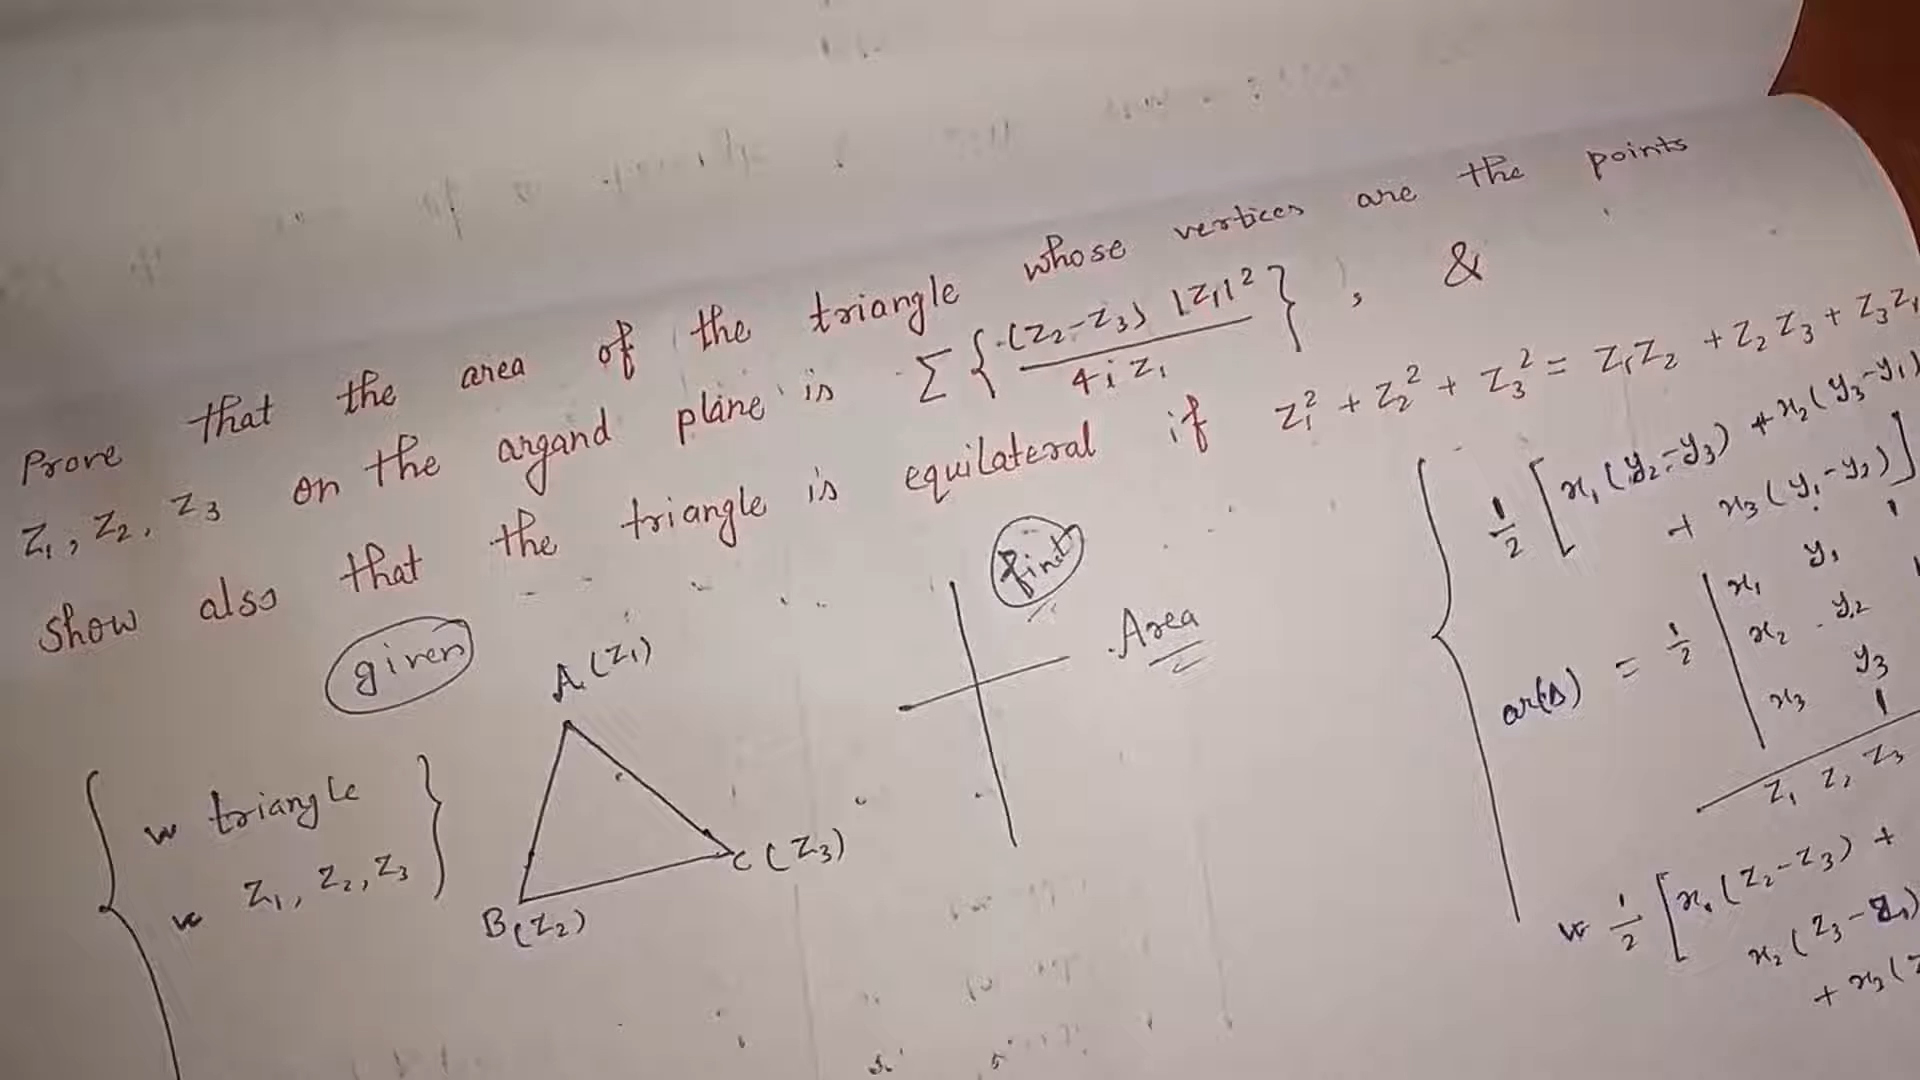 Prove that the area of the triangle whose vertices are the points
Z₁, Z₂, Z₃ on the argand plane is Σ { (Z₂-Z₃) |Z₁|² / 4iZ₁ } , &
show also that the triangle is equilateral if Z₁² + Z₂² + Z₃² = Z₁Z₂ + Z₂Z₃ + Z₃Z₁
given
triangle
Z₁, Z₂, Z₃
A (Z₁)
B (Z₂)
C (Z₃)
find
Area
1/2 [ x₁(y₂-y₃) + x₂(y₃-y₁)
+ x₃(y₁-y₂) ]
ar(Δ) = 1/2 | x₁ y₁ 1
x₂ y₂ 1
x₃ y₃ 1
Z₁ Z₂ Z₃
1/2 [ x₁(Z₂-Z₃) +
x₂(Z₃-Z₁)
+ x₃(Z